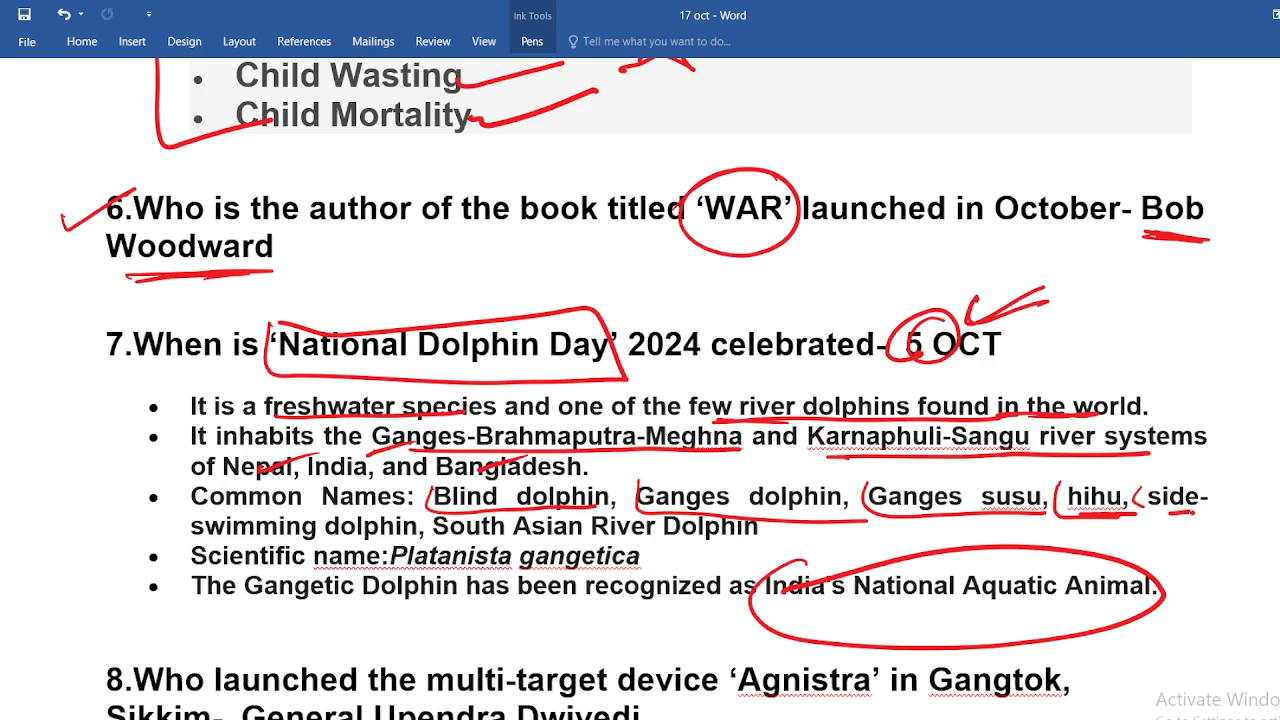 Ink Tools
17 oct - Word
File Home Insert Design Layout References Mailings Review View Pens Tell me what you want to do...
• Child Wasting
• Child Mortality
6.Who is the author of the book titled ‘WAR’ launched in October- Bob
Woodward
7.When is ‘National Dolphin Day’ 2024 celebrated- 5 OCT
• It is a freshwater species and one of the few river dolphins found in the world.
• It inhabits the Ganges-Brahmaputra-Meghna and Karnaphuli-Sangu river systems
of Nepal, India, and Bangladesh.
• Common Names: Blind dolphin, Ganges dolphin, Ganges susu, hihu, side-
swimming dolphin, South Asian River Dolphin
• Scientific name:Platanista gangetica
• The Gangetic Dolphin has been recognized as India's National Aquatic Animal.
8.Who launched the multi-target device ‘Agnistra’ in Gangtok,
Sikkim- General Upendra Dwivedi
Activate Windo